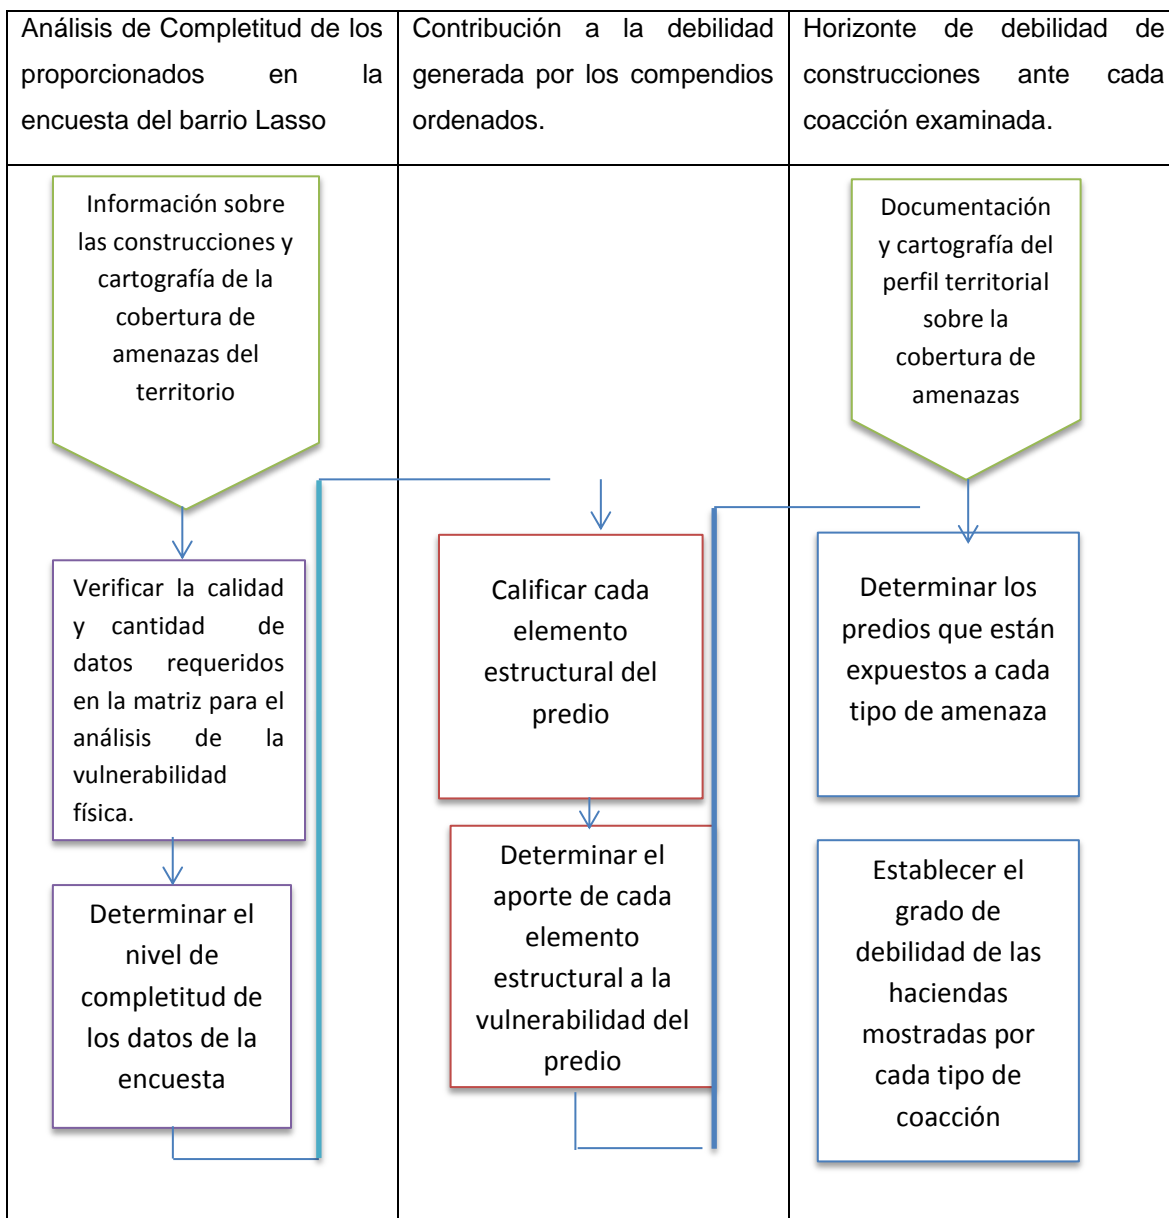 Análisis de Completitud de los
proporcionados en la
encuesta del barrio Lasso
Contribución a la debilidad
generada por los compendios
ordenados.
Horizonte de debilidad de
construcciones ante cada
coacción examinada.
Información sobre
las construcciones y
cartografía de la
cobertura de
amenazas del
territorio
Verificar la calidad
y cantidad de
datos requeridos
en la matriz para el
análisis de la
vulnerabilidad
física.
Determinar el
nivel de
completitud de
los datos de la
encuesta
Calificar cada
elemento
estructural del
predio
Determinar el
aporte de cada
elemento
estructural a la
vulnerabilidad del
predio
Documentación
y cartografía del
perfil territorial
sobre la
cobertura de
amenazas
Determinar los
predios que están
expuestos a cada
tipo de amenaza
Establecer el
grado de
debilidad de las
haciendas
mostradas por
cada tipo de
coacción